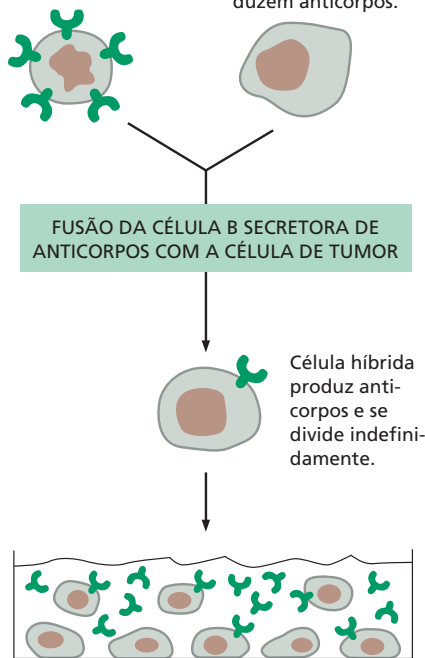 duzem anticorpos.
FUSÃO DA CÉLULA B SECRETORA DE
ANTICORPOS COM A CÉLULA DE TUMOR
Célula híbrida
produz anti-
corpos e se
divide indefini-
damente.